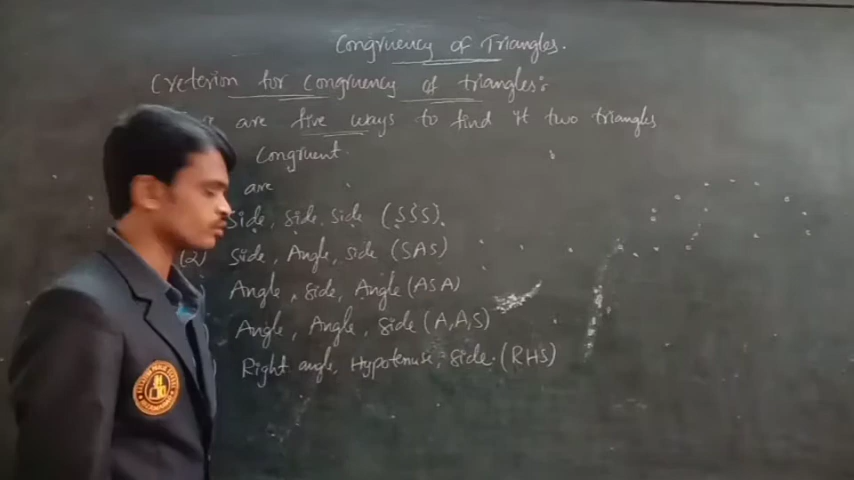 Congruency of Triangles.
Creterion for Congruency of triangles:
are five ways to find if two triangles
Congruent.
are
Side, Side, Side (SSS).
(2) Side, Angle, Side (SAS)
Angle, Side, Angle (ASA)
Angle, Angle, Side (A,A,S)
Right angle, Hypotenuse, Side. (RHS)